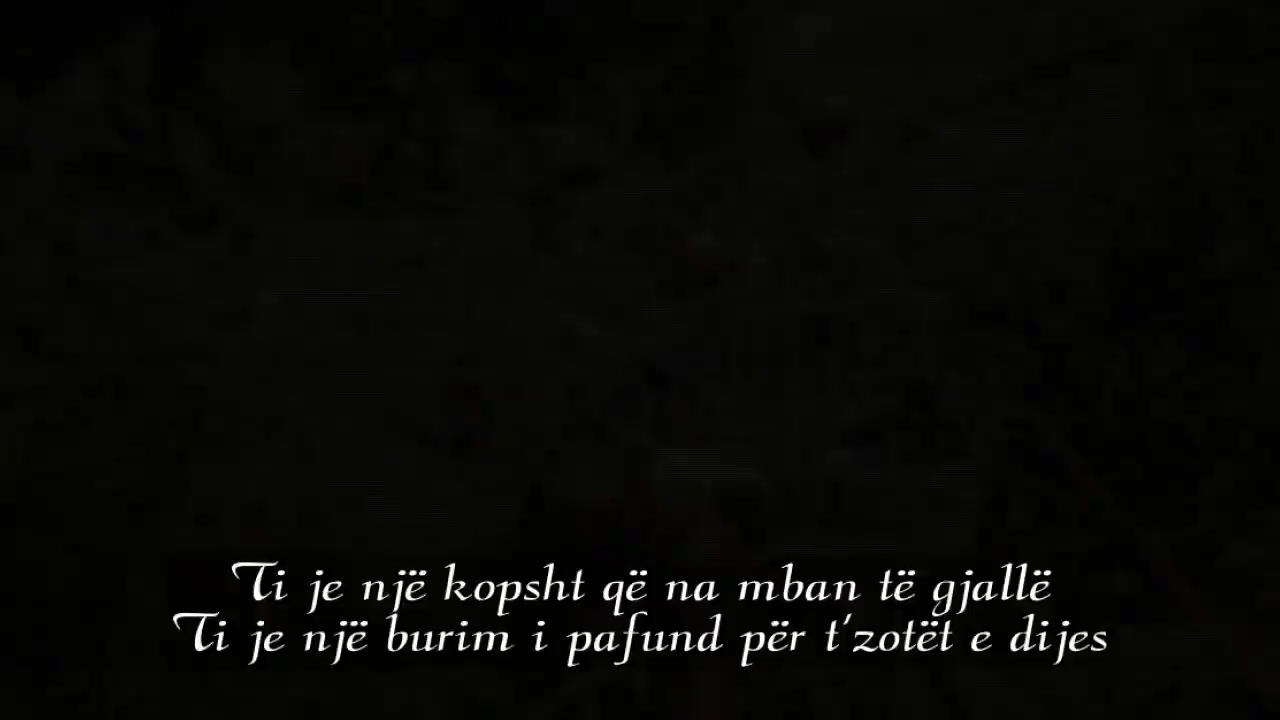 Ti je një kopsht që na mban të gjallë
Ti je një burim i pafund për t'zotët e dijes